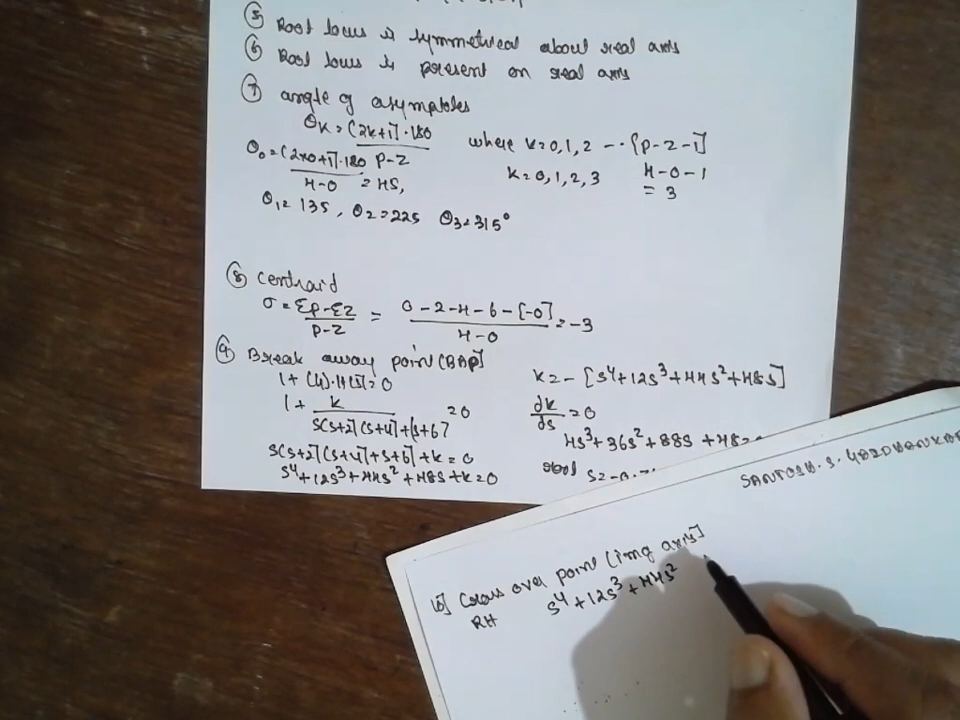 ⑤ Root locus is symmetrical about real axis
⑥ Root locus is present on real axis
⑦ angle of asymptotes
θK = (2K+1]·180 where K=0,1,2 --·[P-Z-1]
P-Z
θ0=(2x0+1]·180 K=0,1,2,3 4-0-1
4-0 =45, = 3
θ1= 135, θ2=225 θ3=315°
⑧ Centroid
σ = Σp-Σz = 0-2-4-6-[-0] = -3
P-Z 4-0
⑨ Break away point(BAP]
K=-[s⁴+12s³+44s²+48s]
1+ K =0 dK =0
s(s+2](s+4]+(s+6] ds
4s³+36s²+88s +48=0
s(s+2](s+4]+s+6]+K=0
s⁴+12s³+44s²+48s+K=0
SANTOSH.S.
10] Cross over point (img axis]
RH s⁴+12s³+44s²